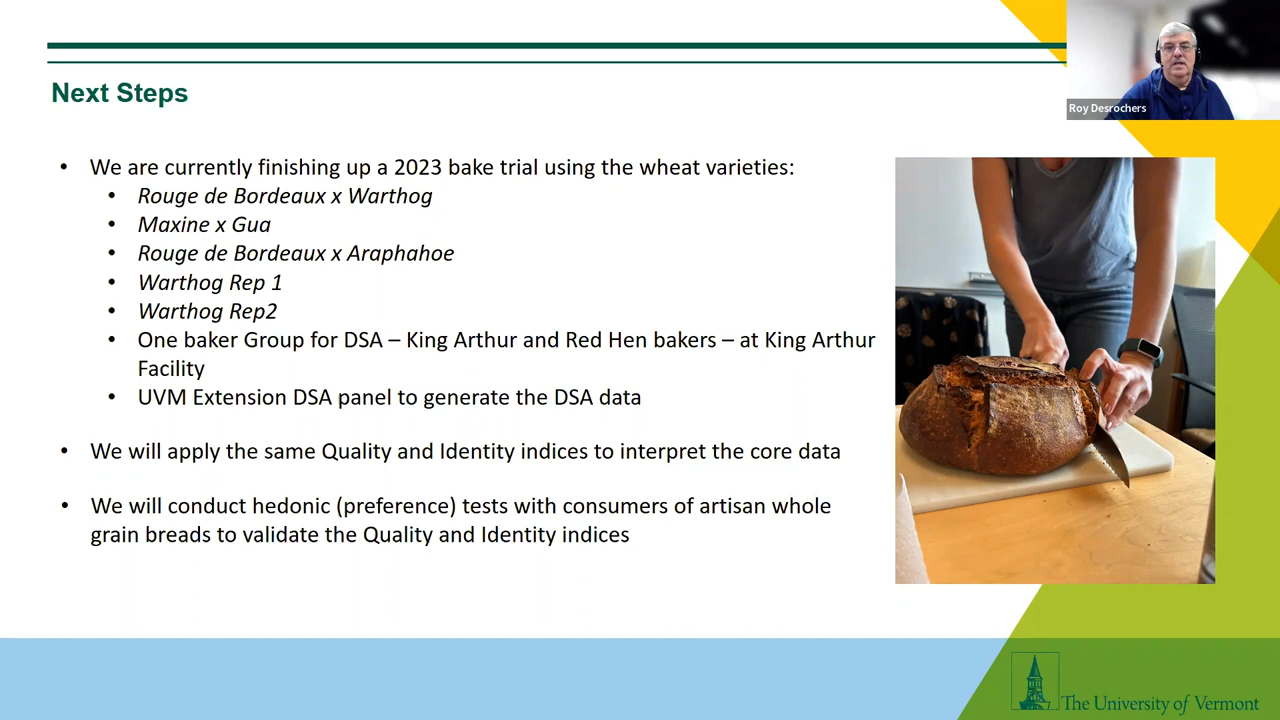 Roy Desrochers
Next Steps
• We are currently finishing up a 2023 bake trial using the wheat varieties:
• Rouge de Bordeaux x Warthog
• Maxine x Gua
• Rouge de Bordeaux x Araphahoe
• Warthog Rep 1
• Warthog Rep2
• One baker Group for DSA – King Arthur and Red Hen bakers – at King Arthur
Facility
• UVM Extension DSA panel to generate the DSA data
• We will apply the same Quality and Identity indices to interpret the core data
• We will conduct hedonic (preference) tests with consumers of artisan whole
grain breads to validate the Quality and Identity indices
The University of Vermont